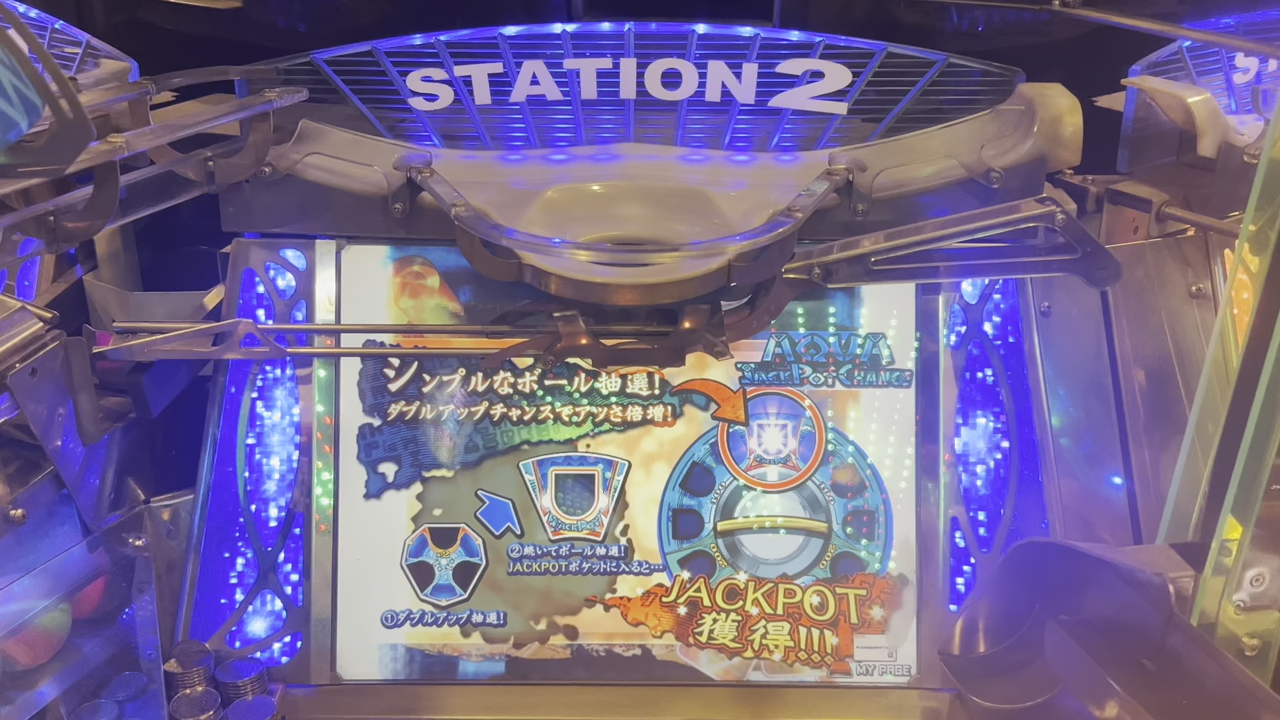 STATION 2
シンプルなボール抽選!
ダブルアップチャンスでアツさ倍増!
AQUA
JACKPOT CHANCE
JACKPOT
②続いてボール抽選!
JACKPOTポケットに入ると…
①ダブルアップ抽選!
JACKPOT
獲得!!!
MY PAGE